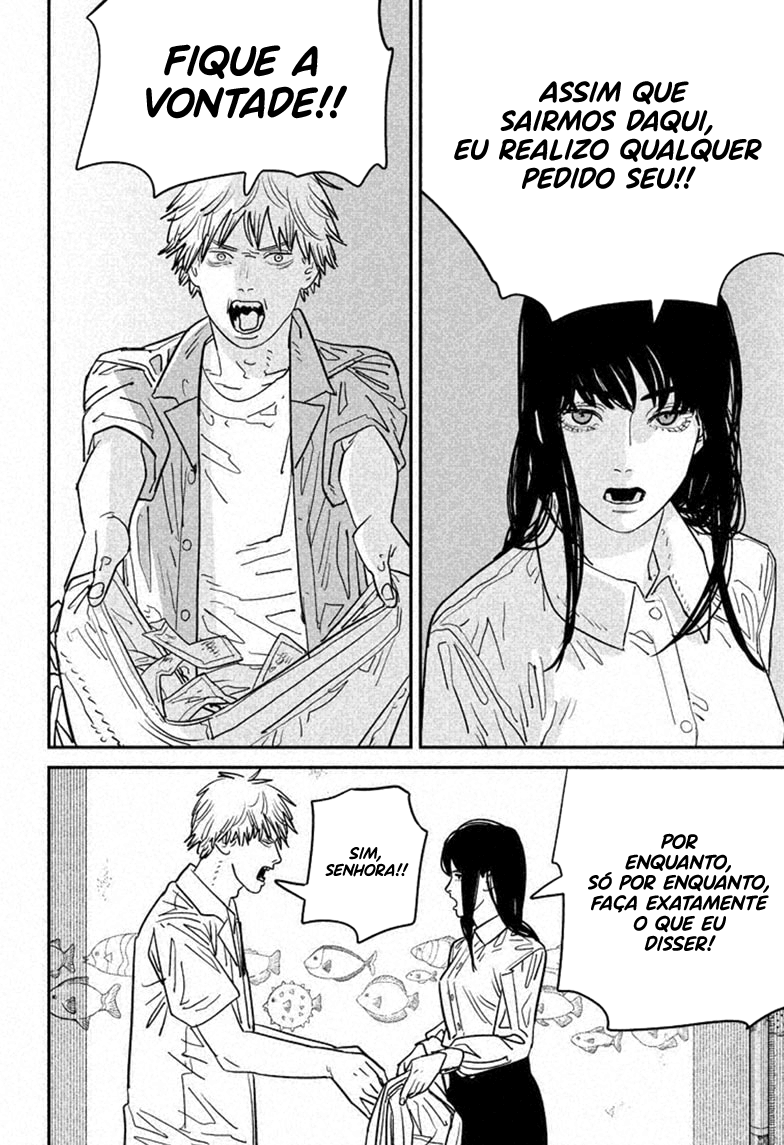 ASSIM QUE
SAIRMOS DAQUI,
EU REALIZO QUALQUER
PEDIDO SEU!!
FIQUE A
VONTADE!!
POR
ENQUANTO,
SÓ POR ENQUANTO,
FAÇA EXATAMENTE
O QUE EU
DISSER!
SIM,
SENHORA!!